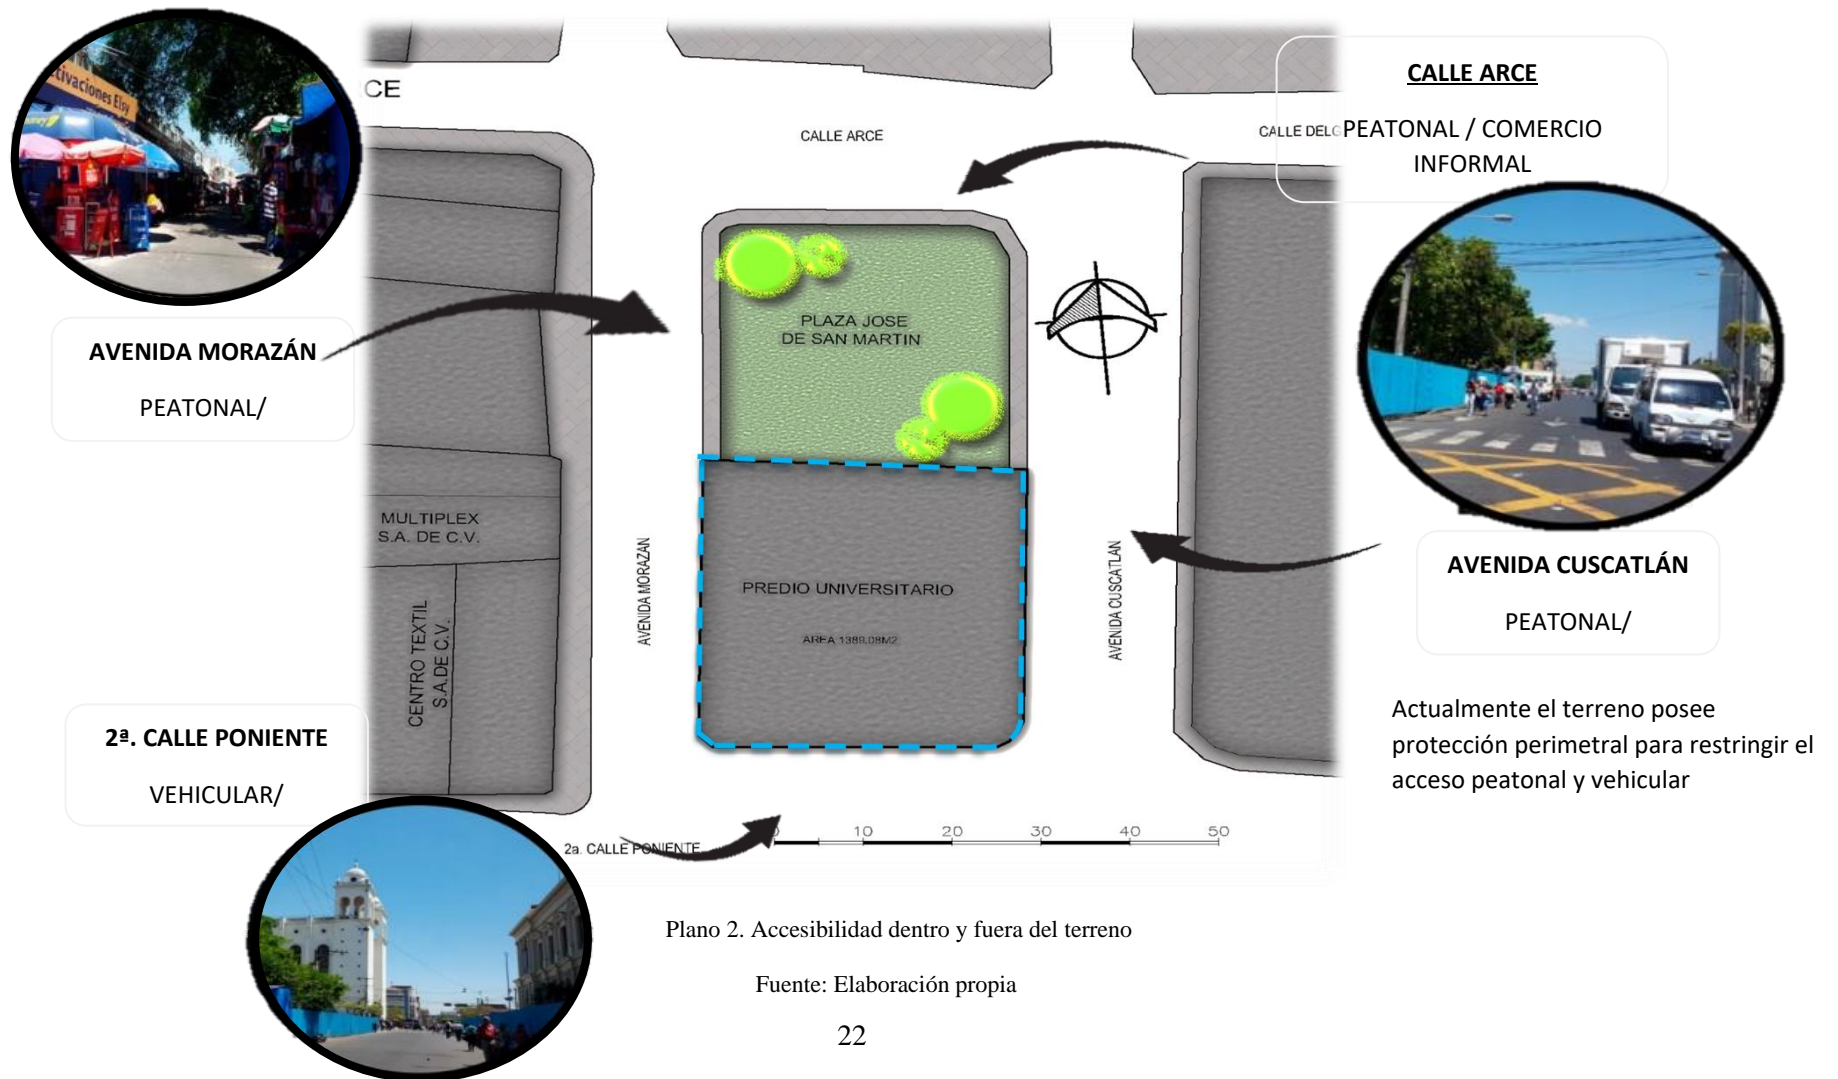 ctivaciones Elsy
CE
CALLE ARCE
CALLE DELG
CALLE ARCE
PEATONAL / COMERCIO
INFORMAL
AVENIDA MORAZÁN
PEATONAL/
PLAZA JOSE
DE SAN MARTIN
MULTIPLEX
S.A. DE C.V.
CENTRO TEXTIL
S.A.DE C.V.
AVENIDA MORAZAN
PREDIO UNIVERSITARIO
AREA 1389.08M2
AVENIDA CUSCATLAN
AVENIDA CUSCATLÁN
PEATONAL/
Actualmente el terreno posee
protección perimetral para restringir el
acceso peatonal y vehicular
2ª. CALLE PONIENTE
VEHICULAR/
2a. CALLE PONIENTE
0 10 20 30 40 50
Plano 2. Accesibilidad dentro y fuera del terreno
Fuente: Elaboración propia
22